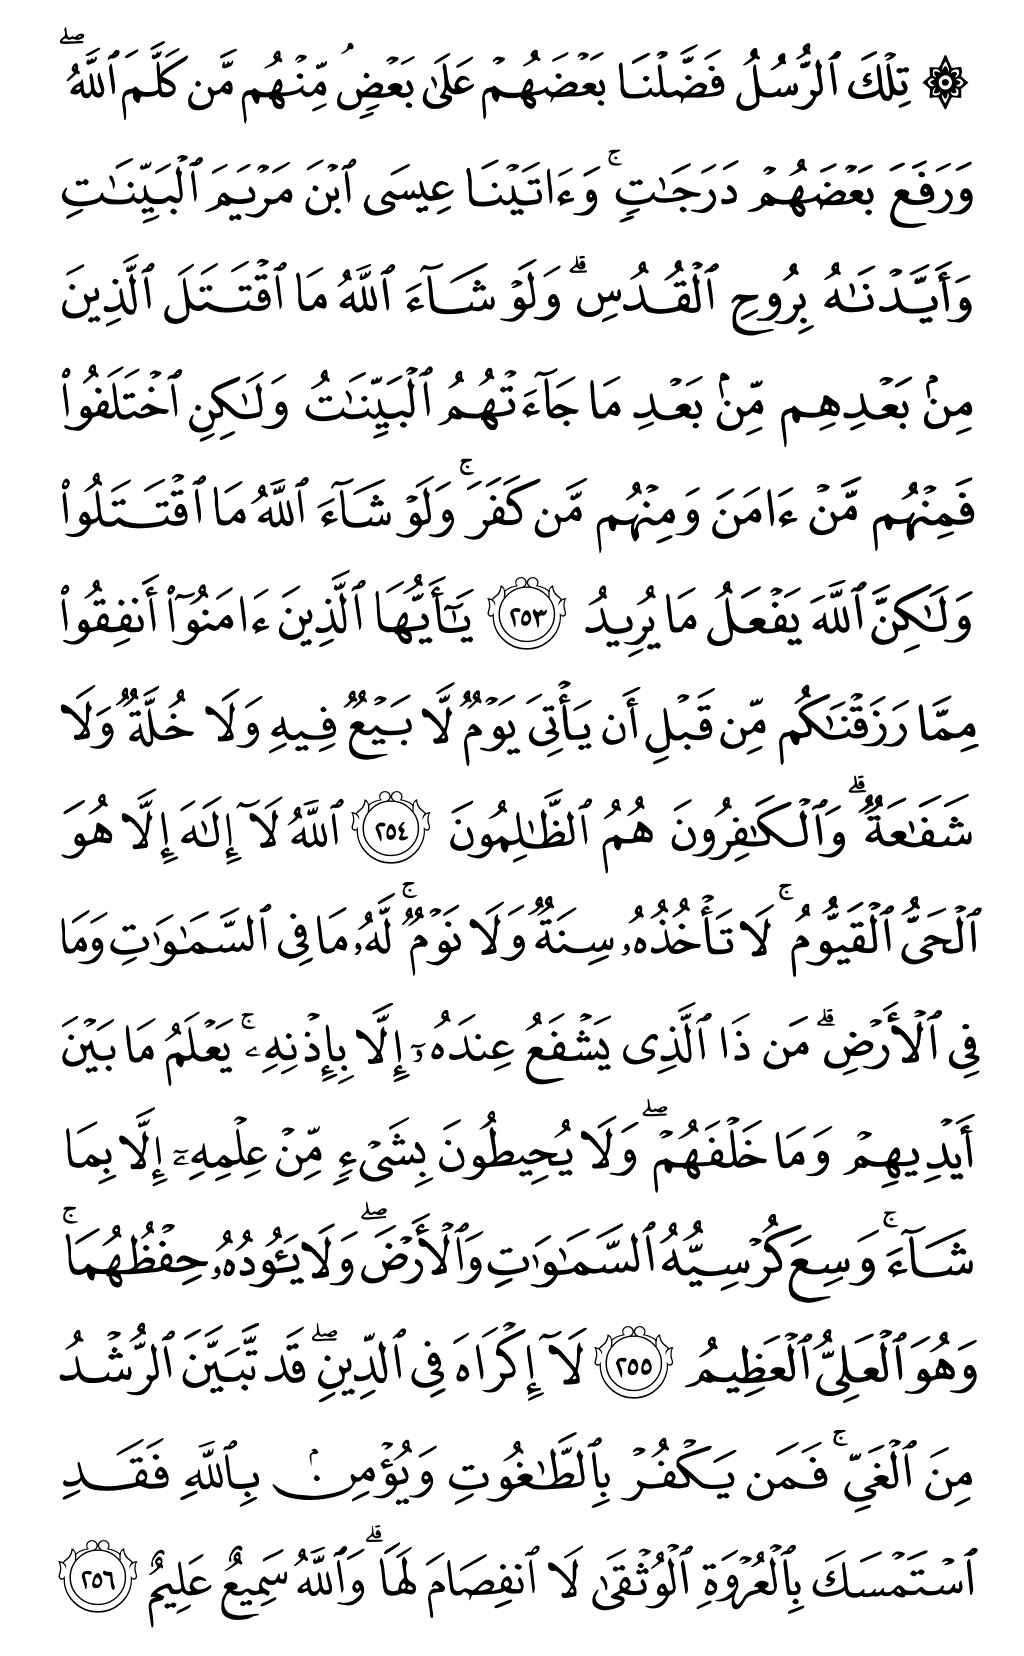 ۞ تِلۡكَ ٱلرُّسُلُ فَضَّلۡنَا بَعۡضَهُمۡ عَلَىٰ بَعۡضٖۘ مِّنۡهُم مَّن كَلَّمَ ٱللَّهُۖ
وَرَفَعَ بَعۡضَهُمۡ دَرَجَٰتٖۚ وَءَاتَيۡنَا عِيسَى ٱبۡنَ مَرۡيَمَ ٱلۡبَيِّنَٰتِ
وَأَيَّدۡنَٰهُ بِرُوحِ ٱلۡقُدُسِۗ وَلَوۡ شَآءَ ٱللَّهُ مَا ٱقۡتَتَلَ ٱلَّذِينَ
مِنۢ بَعۡدِهِم مِّنۢ بَعۡدِ مَا جَآءَتۡهُمُ ٱلۡبَيِّنَٰتُ وَلَٰكِنِ ٱخۡتَلَفُواْ
فَمِنۡهُم مَّنۡ ءَامَنَ وَمِنۡهُم مَّن كَفَرَۚ وَلَوۡ شَآءَ ٱللَّهُ مَا ٱقۡتَتَلُواْ
وَلَٰكِنَّ ٱللَّهَ يَفۡعَلُ مَا يُرِيدُ ٢٥٣ يَٰٓأَيُّهَا ٱلَّذِينَ ءَامَنُوٓاْ أَنفِقُواْ
مِمَّا رَزَقۡنَٰكُم مِّن قَبۡلِ أَن يَأۡتِيَ يَوۡمٞ لَّا بَيۡعٞ فِيهِ وَلَا خُلَّةٞ وَلَا
شَفَٰعَةٞۗ وَٱلۡكَٰفِرُونَ هُمُ ٱلظَّٰلِمُونَ ٢٥٤ ٱللَّهُ لَآ إِلَٰهَ إِلَّا هُوَ
ٱلۡحَيُّ ٱلۡقَيُّومُۚ لَا تَأۡخُذُهُۥ سِنَةٞ وَلَا نَوۡمٞۚ لَّهُۥ مَا فِي ٱلسَّمَٰوَٰتِ وَمَا
فِي ٱلۡأَرۡضِۗ مَن ذَا ٱلَّذِي يَشۡفَعُ عِندَهُۥٓ إِلَّا بِإِذۡنِهِۦۚ يَعۡلَمُ مَا بَيۡنَ
أَيۡدِيهِمۡ وَمَا خَلۡفَهُمۡۖ وَلَا يُحِيطُونَ بِشَيۡءٖ مِّنۡ عِلۡمِهِۦٓ إِلَّا بِمَا
شَآءَۚ وَسِعَ كُرۡسِيُّهُ ٱلسَّمَٰوَٰتِ وَٱلۡأَرۡضَۖ وَلَا يَـُٔودُهُۥ حِفۡظُهُمَاۚ
وَهُوَ ٱلۡعَلِيُّ ٱلۡعَظِيمُ ٢٥٥ لَآ إِكۡرَاهَ فِي ٱلدِّينِۖ قَد تَّبَيَّنَ ٱلرُّشۡدُ
مِنَ ٱلۡغَيِّۚ فَمَن يَكۡفُرۡ بِٱلطَّٰغُوتِ وَيُؤۡمِنۢ بِٱللَّهِ فَقَدِ
ٱسۡتَمۡسَكَ بِٱلۡعُرۡوَةِ ٱلۡوُثۡقَىٰ لَا ٱنفِصَامَ لَهَاۗ وَٱللَّهُ سَمِيعٌ عَلِيمٌ ٢٥٦